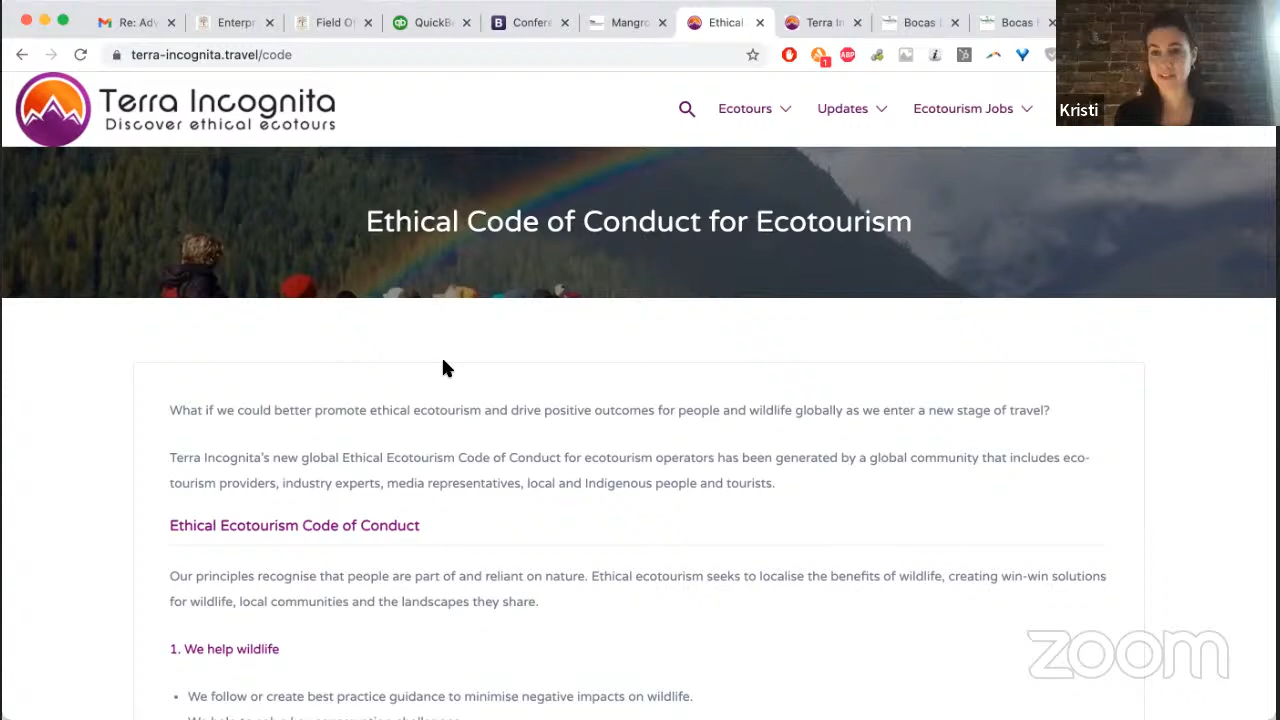 Re: Adv
Enterpr
Field O
QuickB
Confere
Mangro
Ethical
Terra In
Bocas
Bocas
terra-incognita.travel/code
1
ABP
Kristi
Terra Incognita
Discover ethical ecotours
Ecotours
Updates
Ecotourism Jobs
Ethical Code of Conduct for Ecotourism
What if we could better promote ethical ecotourism and drive positive outcomes for people and wildlife globally as we enter a new stage of travel?
Terra Incognita's new global Ethical Ecotourism Code of Conduct for ecotourism operators has been generated by a global community that includes eco-
tourism providers, industry experts, media representatives, local and Indigenous people and tourists.
Ethical Ecotourism Code of Conduct
Our principles recognise that people are part of and reliant on nature. Ethical ecotourism seeks to localise the benefits of wildlife, creating win-win solutions
for wildlife, local communities and the landscapes they share.
1. We help wildlife
• We follow or create best practice guidance to minimise negative impacts on wildlife.
zoom